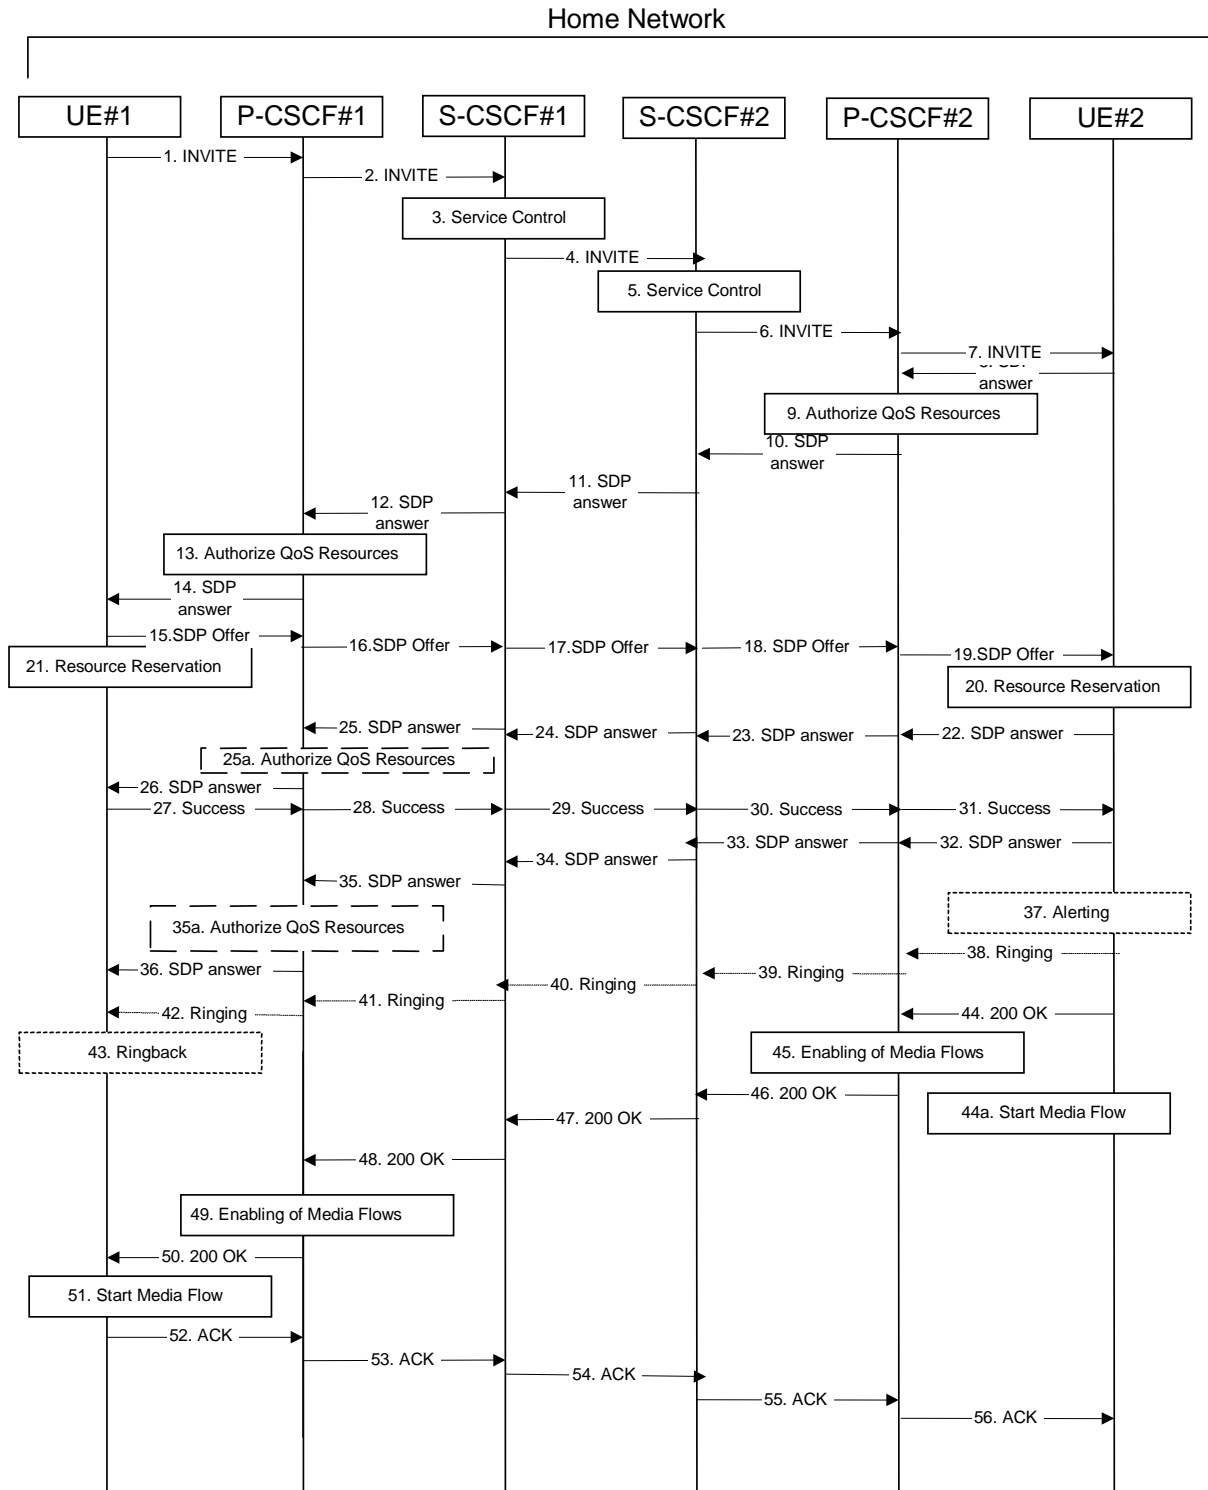 Home Network
UE#1
P-CSCF#1
S-CSCF#1
S-CSCF#2
P-CSCF#2
UE#2
1. INVITE
2. INVITE
3. Service Control
4. INVITE
5. Service Control
6. INVITE
7. INVITE
SDP
answer
9. Authorize QoS Resources
10. SDP
answer
11. SDP
answer
12. SDP
answer
13. Authorize QoS Resources
14. SDP
answer
15.SDP Offer
16.SDP Offer
17.SDP Offer
18. SDP Offer
19.SDP Offer
21. Resource Reservation
20. Resource Reservation
25. SDP answer
24. SDP answer
23. SDP answer
22. SDP answer
25a. Authorize QoS Resources
26. SDP answer
27. Success
28. Success
29. Success
30. Success
31. Success
33. SDP answer
32. SDP answer
34. SDP answer
35. SDP answer
35a. Authorize QoS Resources
37. Alerting
36. SDP answer
38. Ringing
39. Ringing
40. Ringing
41. Ringing
42. Ringing
44. 200 OK
43. Ringback
45. Enabling of Media Flows
46. 200 OK
44a. Start Media Flow
47. 200 OK
48. 200 OK
49. Enabling of Media Flows
50. 200 OK
51. Start Media Flow
52. ACK
53. ACK
54. ACK
55. ACK
56. ACK